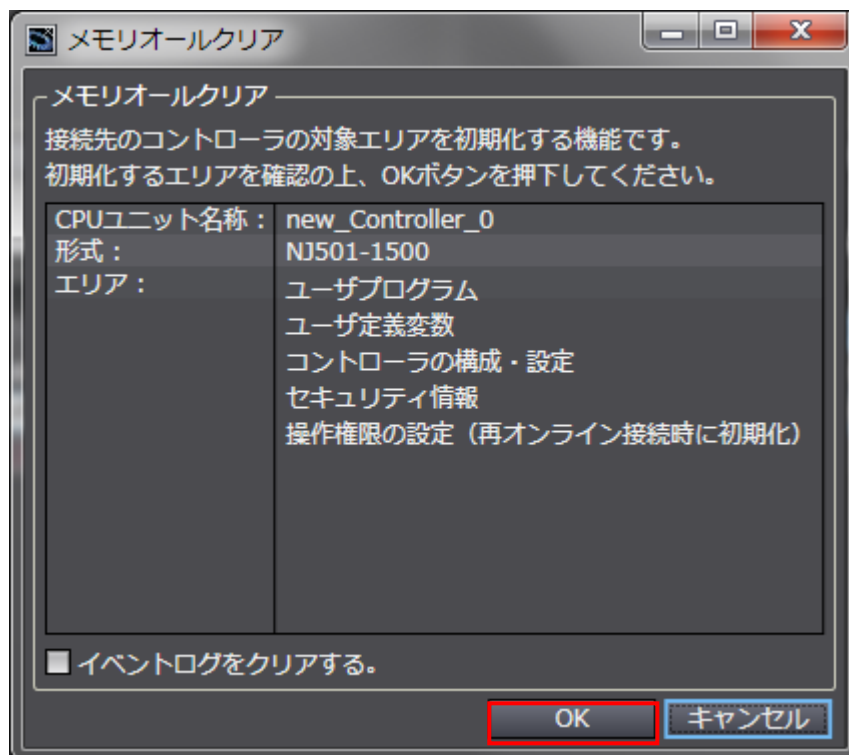 メモリオールクリア
メモリオールクリア
接続先のコントローラの対象エリアを初期化する機能です。
初期化するエリアを確認の上、OKボタンを押下してください。
CPUユニット名称： new_Controller_0
形式： NJ501-1500
エリア： ユーザプログラム
ユーザ定義変数
コントローラの構成・設定
セキュリティ情報
操作権限の設定（再オンライン接続時に初期化）
イベントログをクリアする。
OK キャンセル